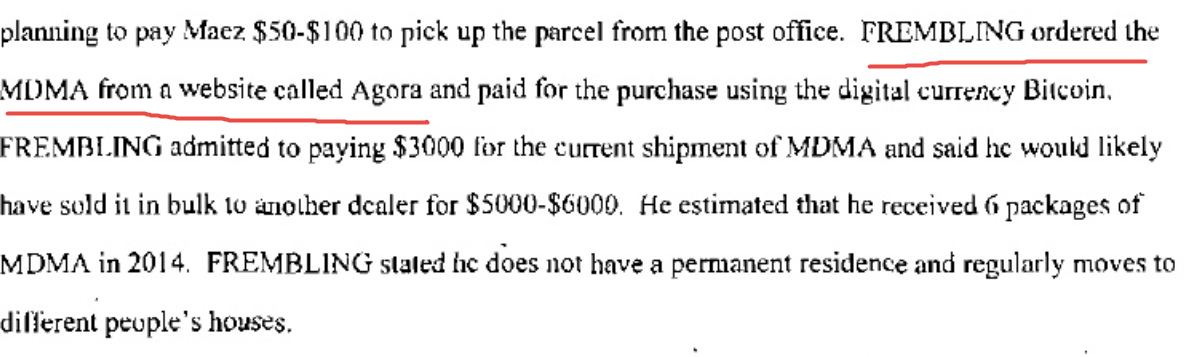 planning to pay Maez $50-$100 to pick up the parcel from the post office. FREMBLING ordered the
MDMA from a website called Agora and paid for the purchase using the digital currency Bitcoin.
FREMBLING admitted to paying $3000 for the current shipment of MDMA and said he would likely
have sold it in bulk to another dealer for $5000-$6000. He estimated that he received 6 packages of
MDMA in 2014. FREMBLING stated he does not have a permanent residence and regularly moves to
different people's houses.